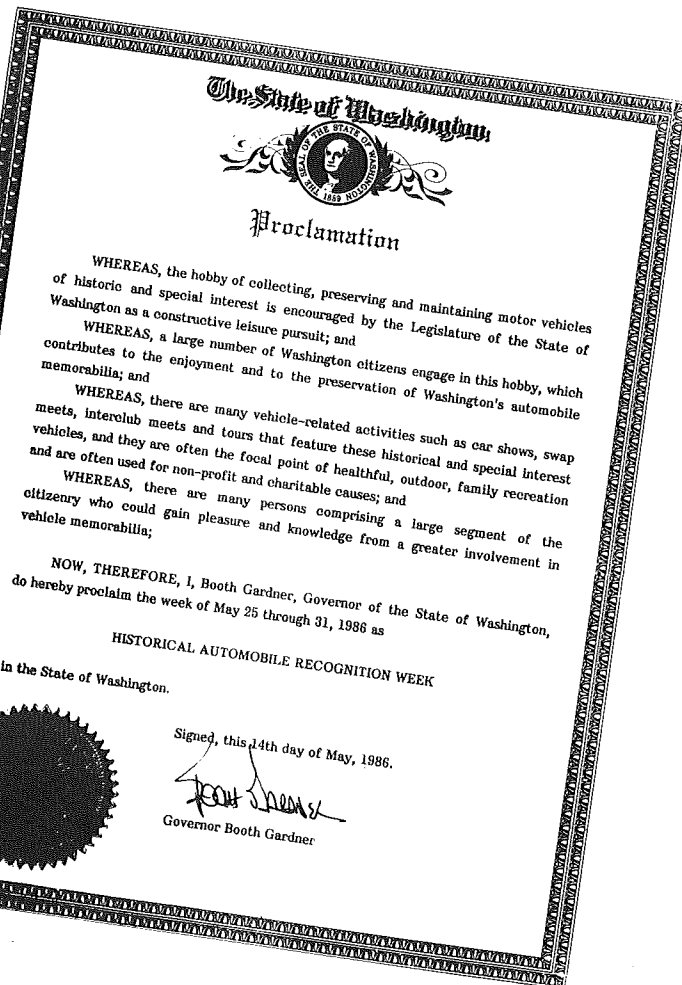 The State of Washington
THE SEAL OF THE STATE OF WASHINGTON
1889
Proclamation
WHEREAS, the hobby of collecting, preserving and maintaining motor vehicles
of historic and special interest is encouraged by the Legislature of the State of
Washington as a constructive leisure pursuit; and
WHEREAS, a large number of Washington citizens engage in this hobby, which
contributes to the enjoyment and to the preservation of Washington's automobile
memorabilia; and
WHEREAS, there are many vehicle-related activities such as car shows, swap
meets, interclub meets and tours that feature these historical and special interest
vehicles, and they are often the focal point of healthful, outdoor, family recreation
and are often used for non-profit and charitable causes; and
WHEREAS, there are many persons comprising a large segment of the
citizenry who could gain pleasure and knowledge from a greater involvement in
vehicle memorabilia;
NOW, THEREFORE, I, Booth Gardner, Governor of the State of Washington,
do hereby proclaim the week of May 25 through 31, 1986 as
HISTORICAL AUTOMOBILE RECOGNITION WEEK
in the State of Washington.
Signed, this 14th day of May, 1986.
Booth Gardner
Governor Booth Gardner